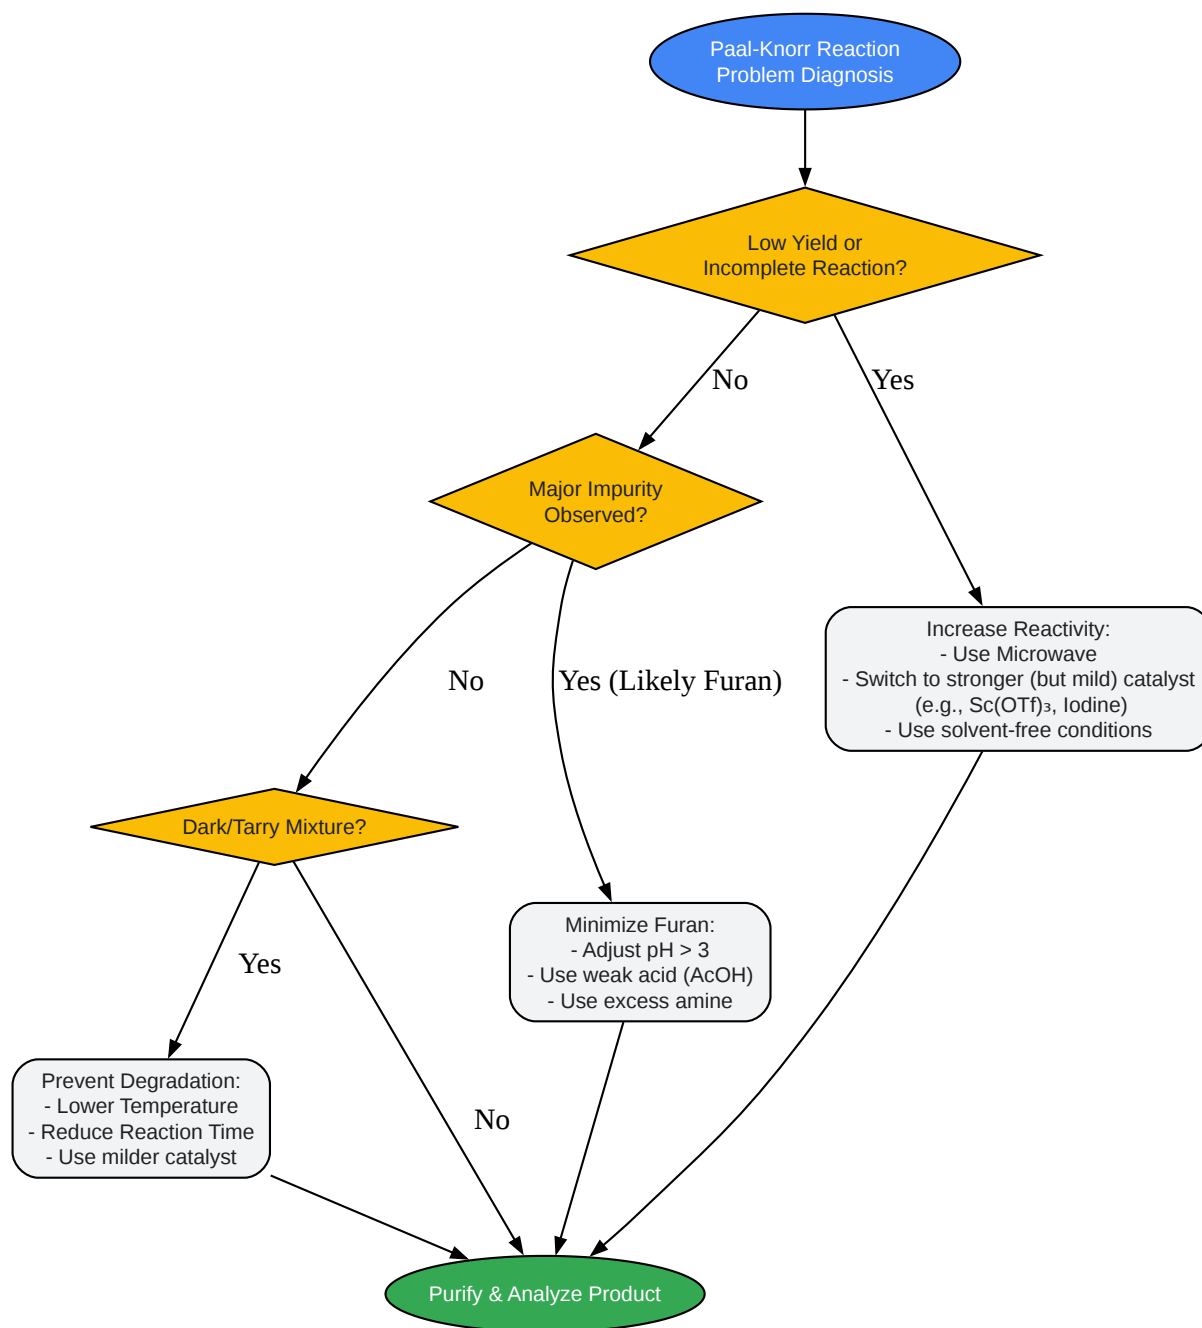 Paal-Knorr Reaction
Problem Diagnosis
Low Yield or
Incomplete Reaction?
No
Yes
Major Impurity
Observed?
Increase Reactivity:
- Use Microwave
- Switch to stronger (but mild) catalyst
(e.g., Sc(OTf)₃, Iodine)
- Use solvent-free conditions
No
Yes (Likely Furan)
Dark/Tarry Mixture?
Minimize Furan:
- Adjust pH > 3
- Use weak acid (AcOH)
- Use excess amine
Yes
Prevent Degradation:
- Lower Temperature
- Reduce Reaction Time
- Use milder catalyst
No
Purify & Analyze Product